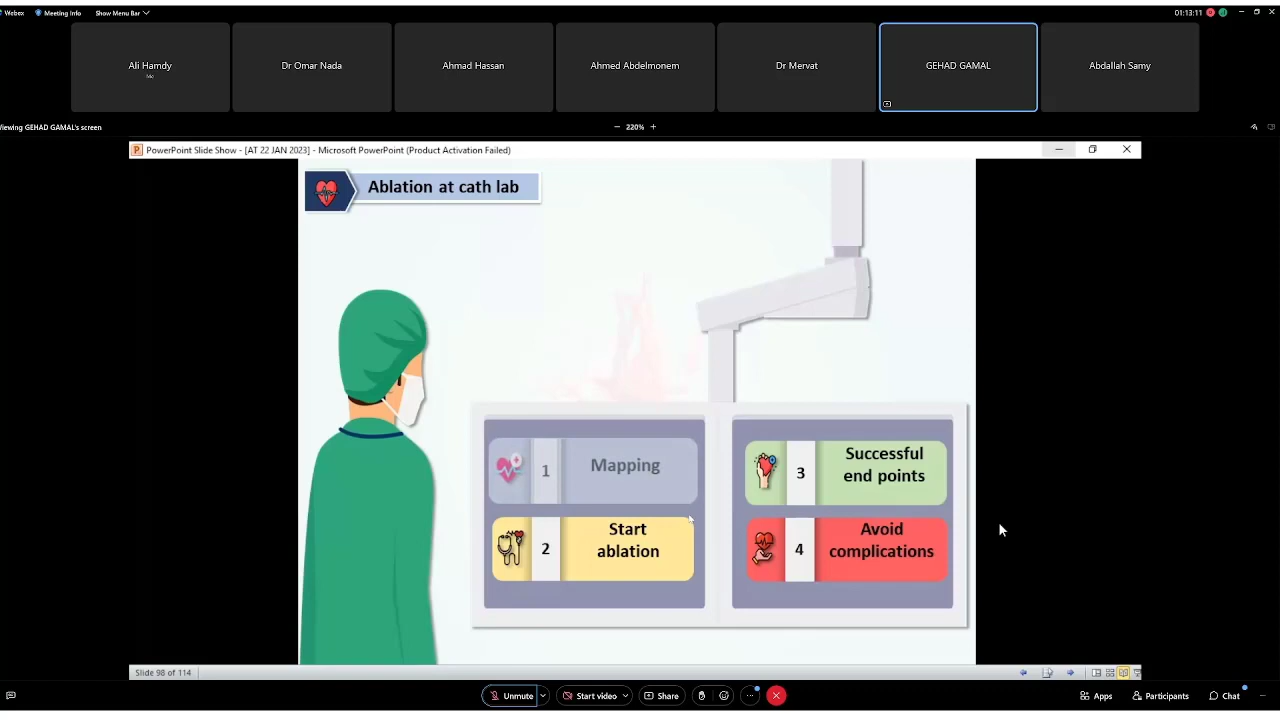 Webex
Meeting Info
Show Menu Bar
01:13:11
Ali Hamdy
Me
Dr Omar Nada
Ahmad Hassan
Ahmed Abdelmonem
Dr Mervat
GEHAD GAMAL
Abdallah Samy
iewing GEHAD GAMAL's screen
− 220% +
PowerPoint Slide Show - [AT 22 JAN 2023] - Microsoft PowerPoint (Product Activation Failed)
Ablation at cath lab
1
Mapping
2
Start
ablation
3
Successful
end points
4
Avoid
complications
Slide 98 of 114
Unmute
Start video
Share
Apps
Participants
Chat